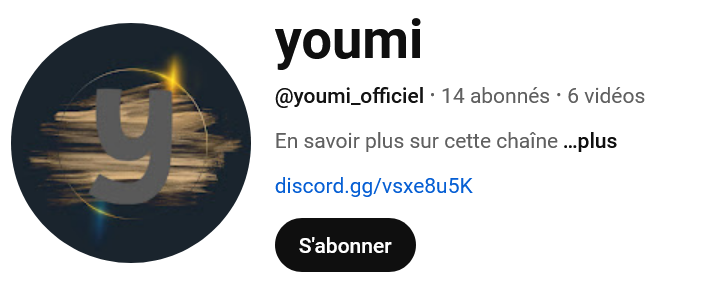 y
youmi
@youmi_officiel · 14 abonnés · 6 vidéos
En savoir plus sur cette chaîne ...plus
discord.gg/vsxe8u5K
S'abonner